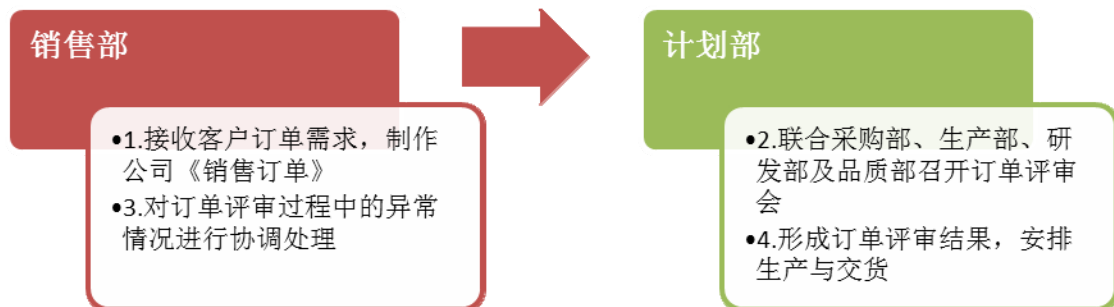 销售部
•1.接收客户订单需求，制作
公司《销售订单》
•3.对订单评审过程中的异常
情况进行协调处理
计划部
•2.联合采购部、生产部、研
发部及品质部召开订单评审
会
•4.形成订单评审结果，安排
生产与交货